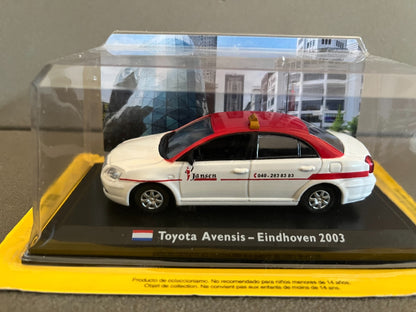 Jansen
040 - 263 83 83
Toyota Avensis – Eindhoven 2003
Producto de coleccionismo. No recomendado para niños menores de 14 años.
Objet de collection. Ne convient pas aux enfants de moins de 14 ans.